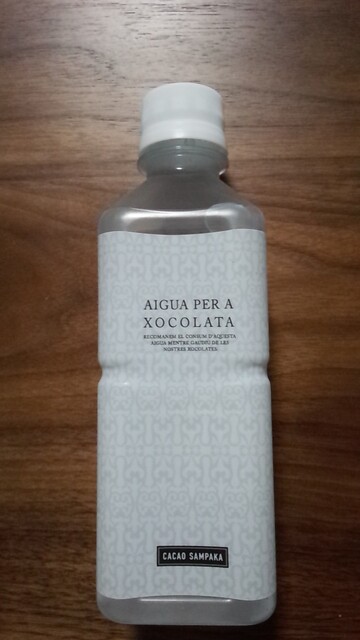 AIGUA PER A
XOCOLATA
RECOMANEM EL CONSUM D'AQUESTA
AIGUA MENTRE GAUDIU DE LES
NOSTRES XOCOLATES.
CACAO SAMPAKA